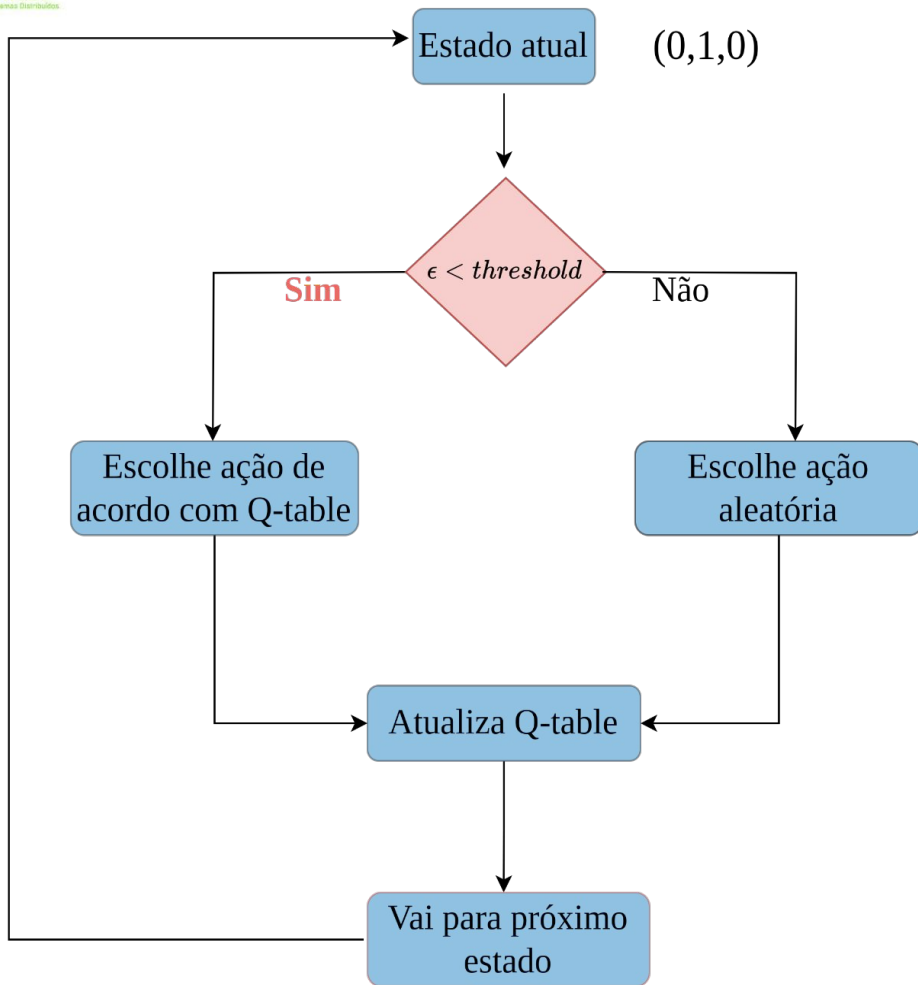 Distribuídos
Estado atual
(0,1,0)
ϵ < threshold
Sim
Não
Escolhe ação de
acordo com Q-table
Escolhe ação
aleatória
Atualiza Q-table
Vai para próximo
estado